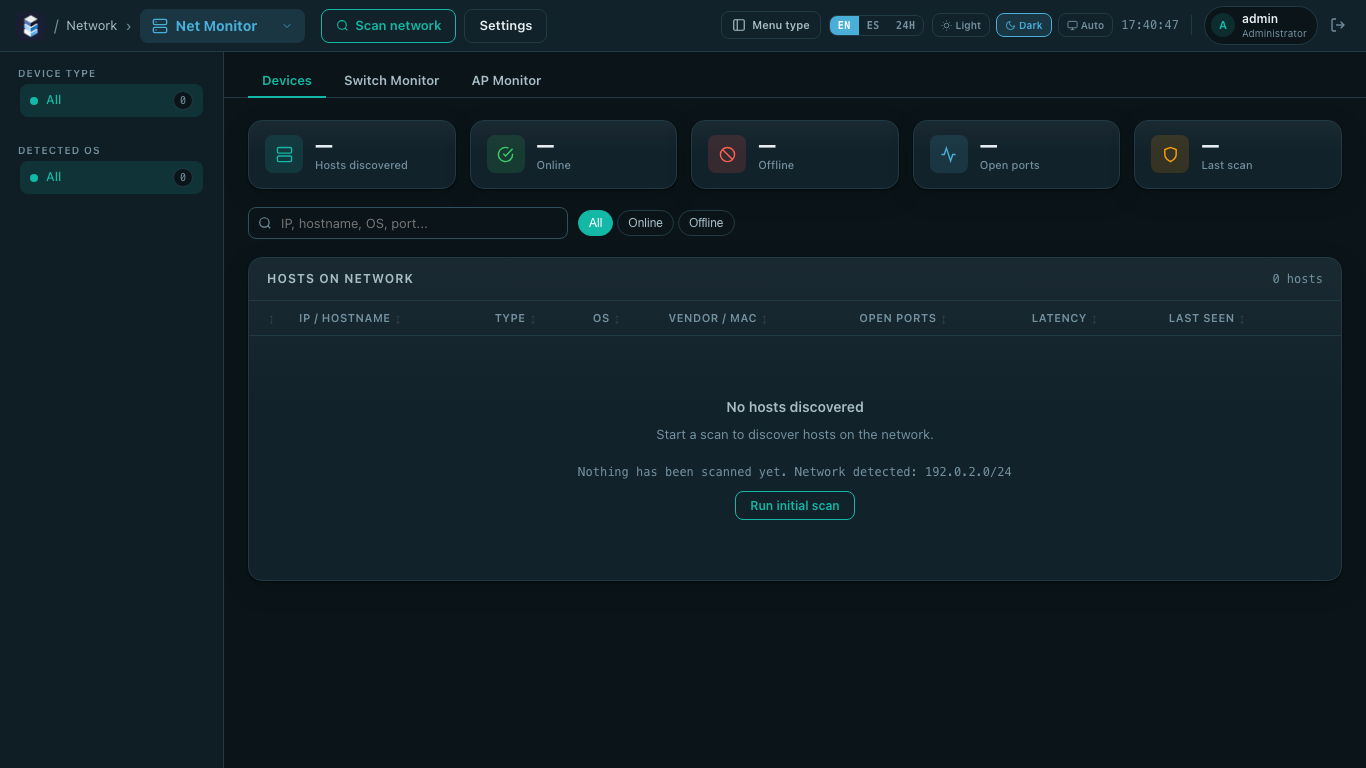 / Network › Net Monitor Scan network Settings Menu type EN ES 24H Light Dark Auto 17:40:47 A admin
Administrator
DEVICE TYPE
All 0
DETECTED OS
All 0
Devices Switch Monitor AP Monitor
— Hosts discovered
— Online
— Offline
— Open ports
— Last scan
IP, hostname, OS, port... All Online Offline
HOSTS ON NETWORK 0 hosts
IP / HOSTNAME TYPE OS VENDOR / MAC OPEN PORTS LATENCY LAST SEEN
No hosts discovered
Start a scan to discover hosts on the network.
Nothing has been scanned yet. Network detected: 192.0.2.0/24
Run initial scan